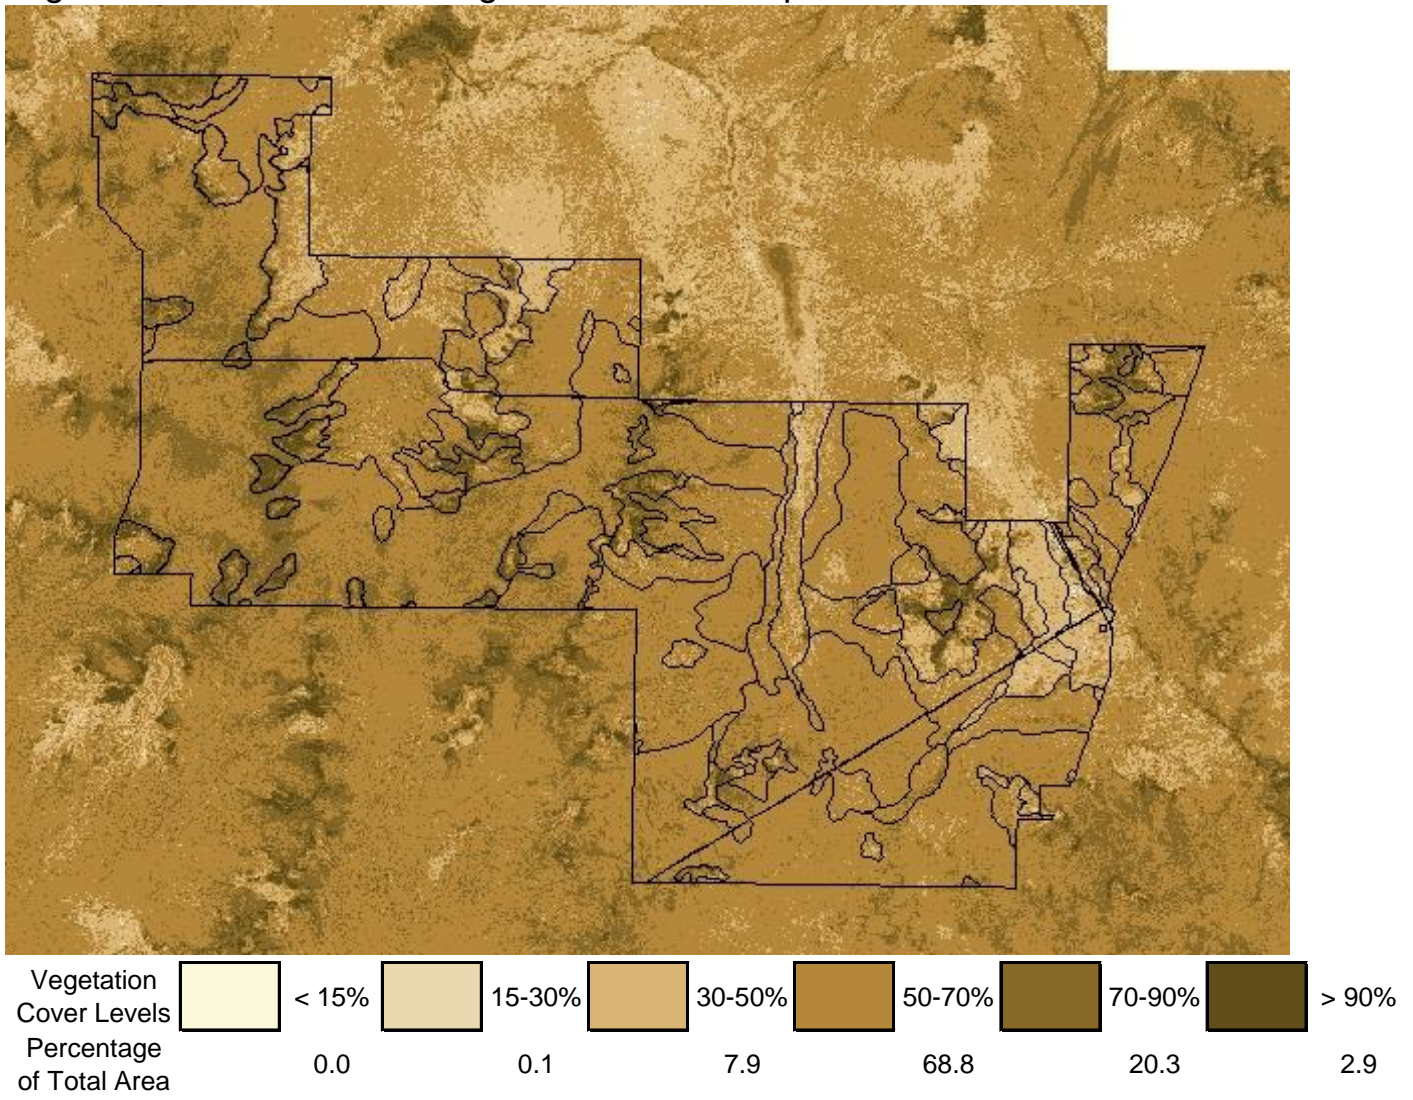 Vegetation
Cover Levels
< 15% 15-30% 30-50% 50-70% 70-90% > 90%
Percentage
of Total Area
0.0 0.1 7.9 68.8 20.3 2.9